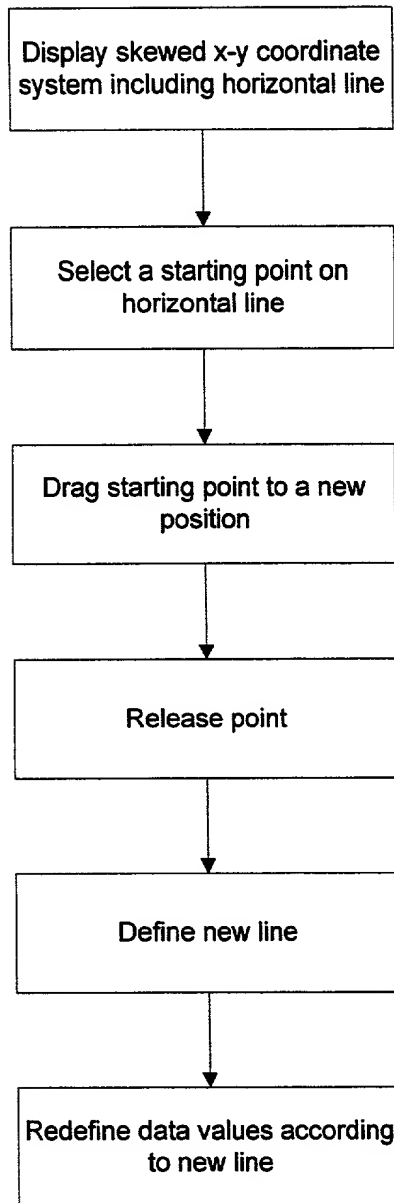 Display skewed x-y coordinate
system including horizontal line
Select a starting point on
horizontal line
Drag starting point to a new
position
Release point
Define new line
Redefine data values according
to new line